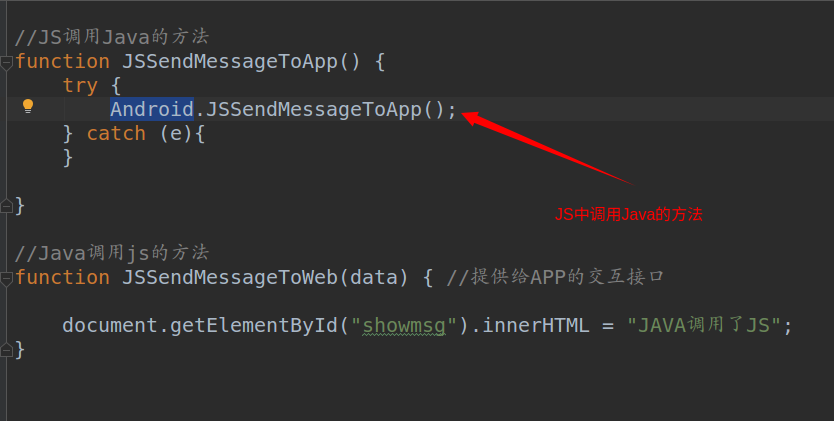 //JS调用Java的方法
function JSSendMessageToApp() {
try {
Android.JSSendMessageToApp();
} catch (e){
}
}
JS中调用Java的方法
//Java调用js的方法
function JSSendMessageToWeb(data) { //提供给APP的交互接口
document.getElementById("showmsg").innerHTML = "JAVA调用了JS";
}